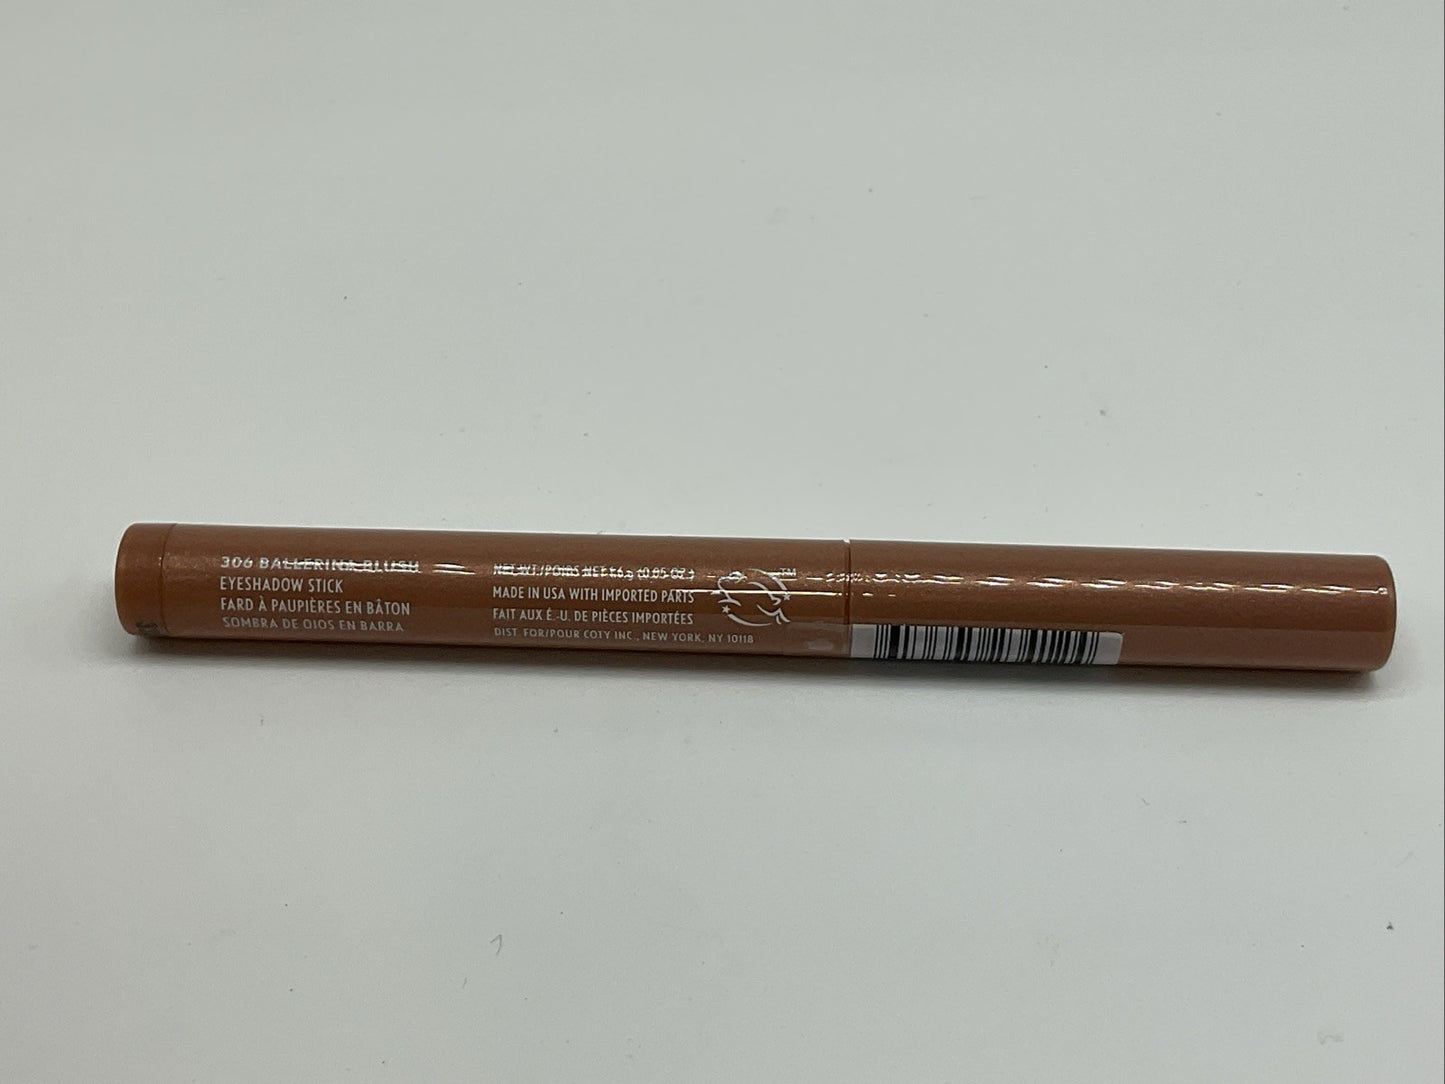 306 BALLERINA BLUSH
EYESHADOW STICK
FARD À PAUPIÈRES EN BÂTON
SOMBRA DE OJOS EN BARRA
NET WT./POIDS NET 1.6 g (0.05 OZ.)
MADE IN USA WITH IMPORTED PARTS
FAIT AUX É.-U. DE PIÈCES IMPORTÉES
DIST. FOR/POUR COTY INC., NEW YORK, NY 10118
TM